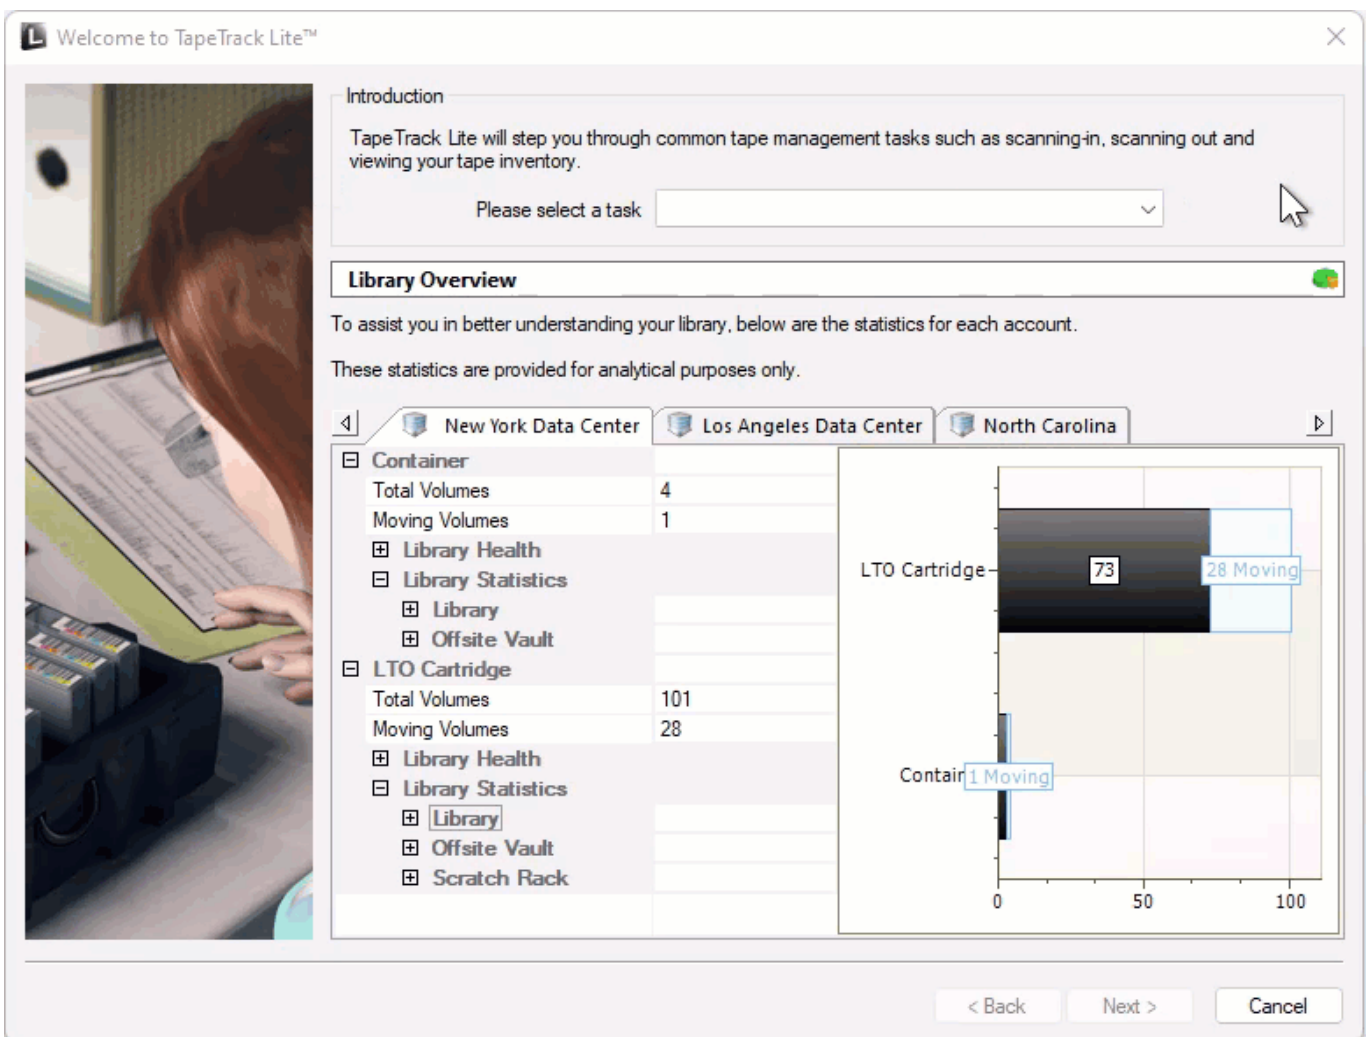 Welcome to TapeTrack Lite™
Introduction
TapeTrack Lite will step you through common tape management tasks such as scanning-in, scanning out and
viewing your tape inventory.
Please select a task
Library Overview
To assist you in better understanding your library, below are the statistics for each account.
These statistics are provided for analytical purposes only.
New York Data Center
Los Angeles Data Center
North Carolina
Container
Total Volumes 4
Moving Volumes 1
Library Health
Library Statistics
Library
Offsite Vault
LTO Cartridge
Total Volumes 101
Moving Volumes 28
Library Health
Library Statistics
Library
Offsite Vault
Scratch Rack
LTO Cartridge
73
28 Moving
Contain
1 Moving
0 50 100
< Back
Next >
Cancel